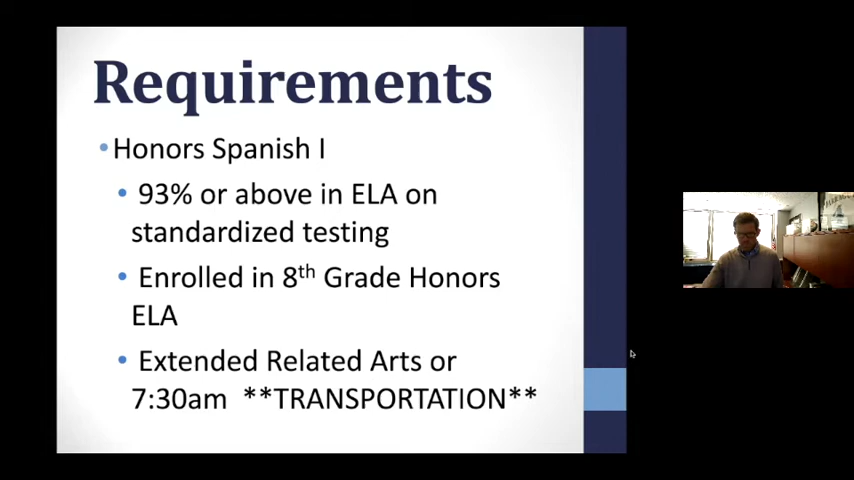 Requirements
• Honors Spanish I
• 93% or above in ELA on
standardized testing
• Enrolled in 8th Grade Honors
ELA
• Extended Related Arts or
7:30am **TRANSPORTATION**